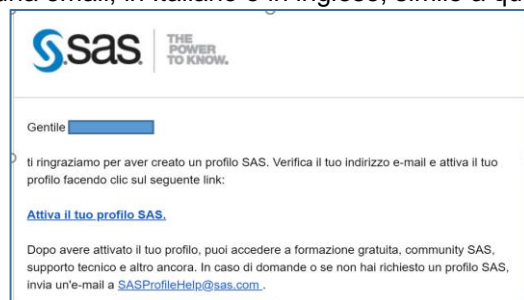 una email, in italiano o in inglese, simile a qu
sas
THE
POWER
TO KNOW.
Gentile
ti ringraziamo per aver creato un profilo SAS. Verifica il tuo indirizzo e-mail e attiva il tuo
profilo facendo clic sul seguente link:
Attiva il tuo profilo SAS.
Dopo avere attivato il tuo profilo, puoi accedere a formazione gratuita, community SAS,
supporto tecnico e altro ancora. In caso di domande o se non hai richiesto un profilo SAS,
invia un'e-mail a SASProfileHelp@sas.com .